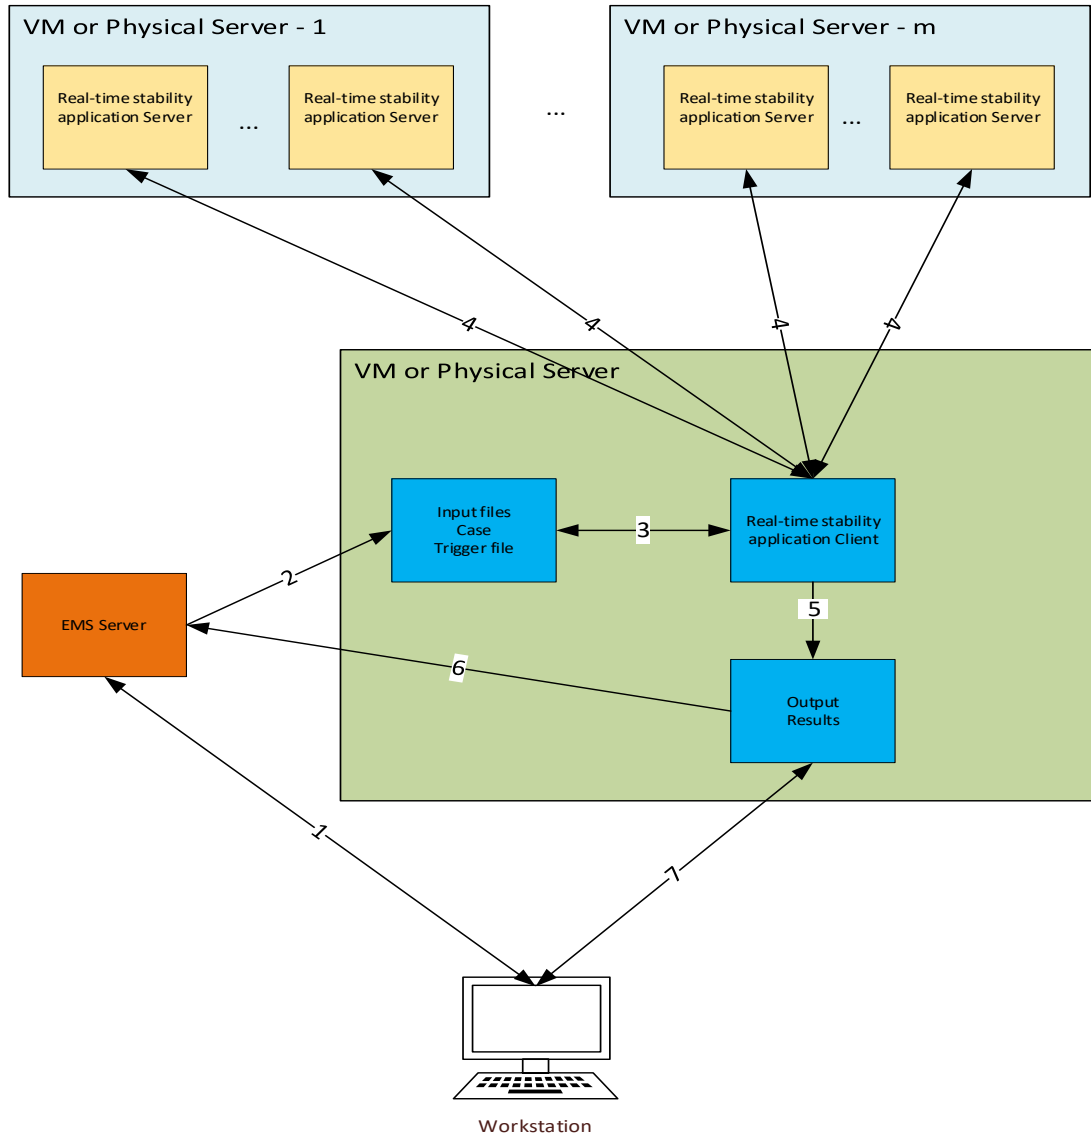 VM or Physical Server - 1
VM or Physical Server - m
Real-time stability
application Server
...
Real-time stability
application Server
...
Real-time stability
application Server
...
Real-time stability
application Server
4
4
4
4
VM or Physical Server
Input files
Case
Trigger file
3
Real-time stability
application Client
2
5
EMS Server
6
Output
Results
1
7
Workstation